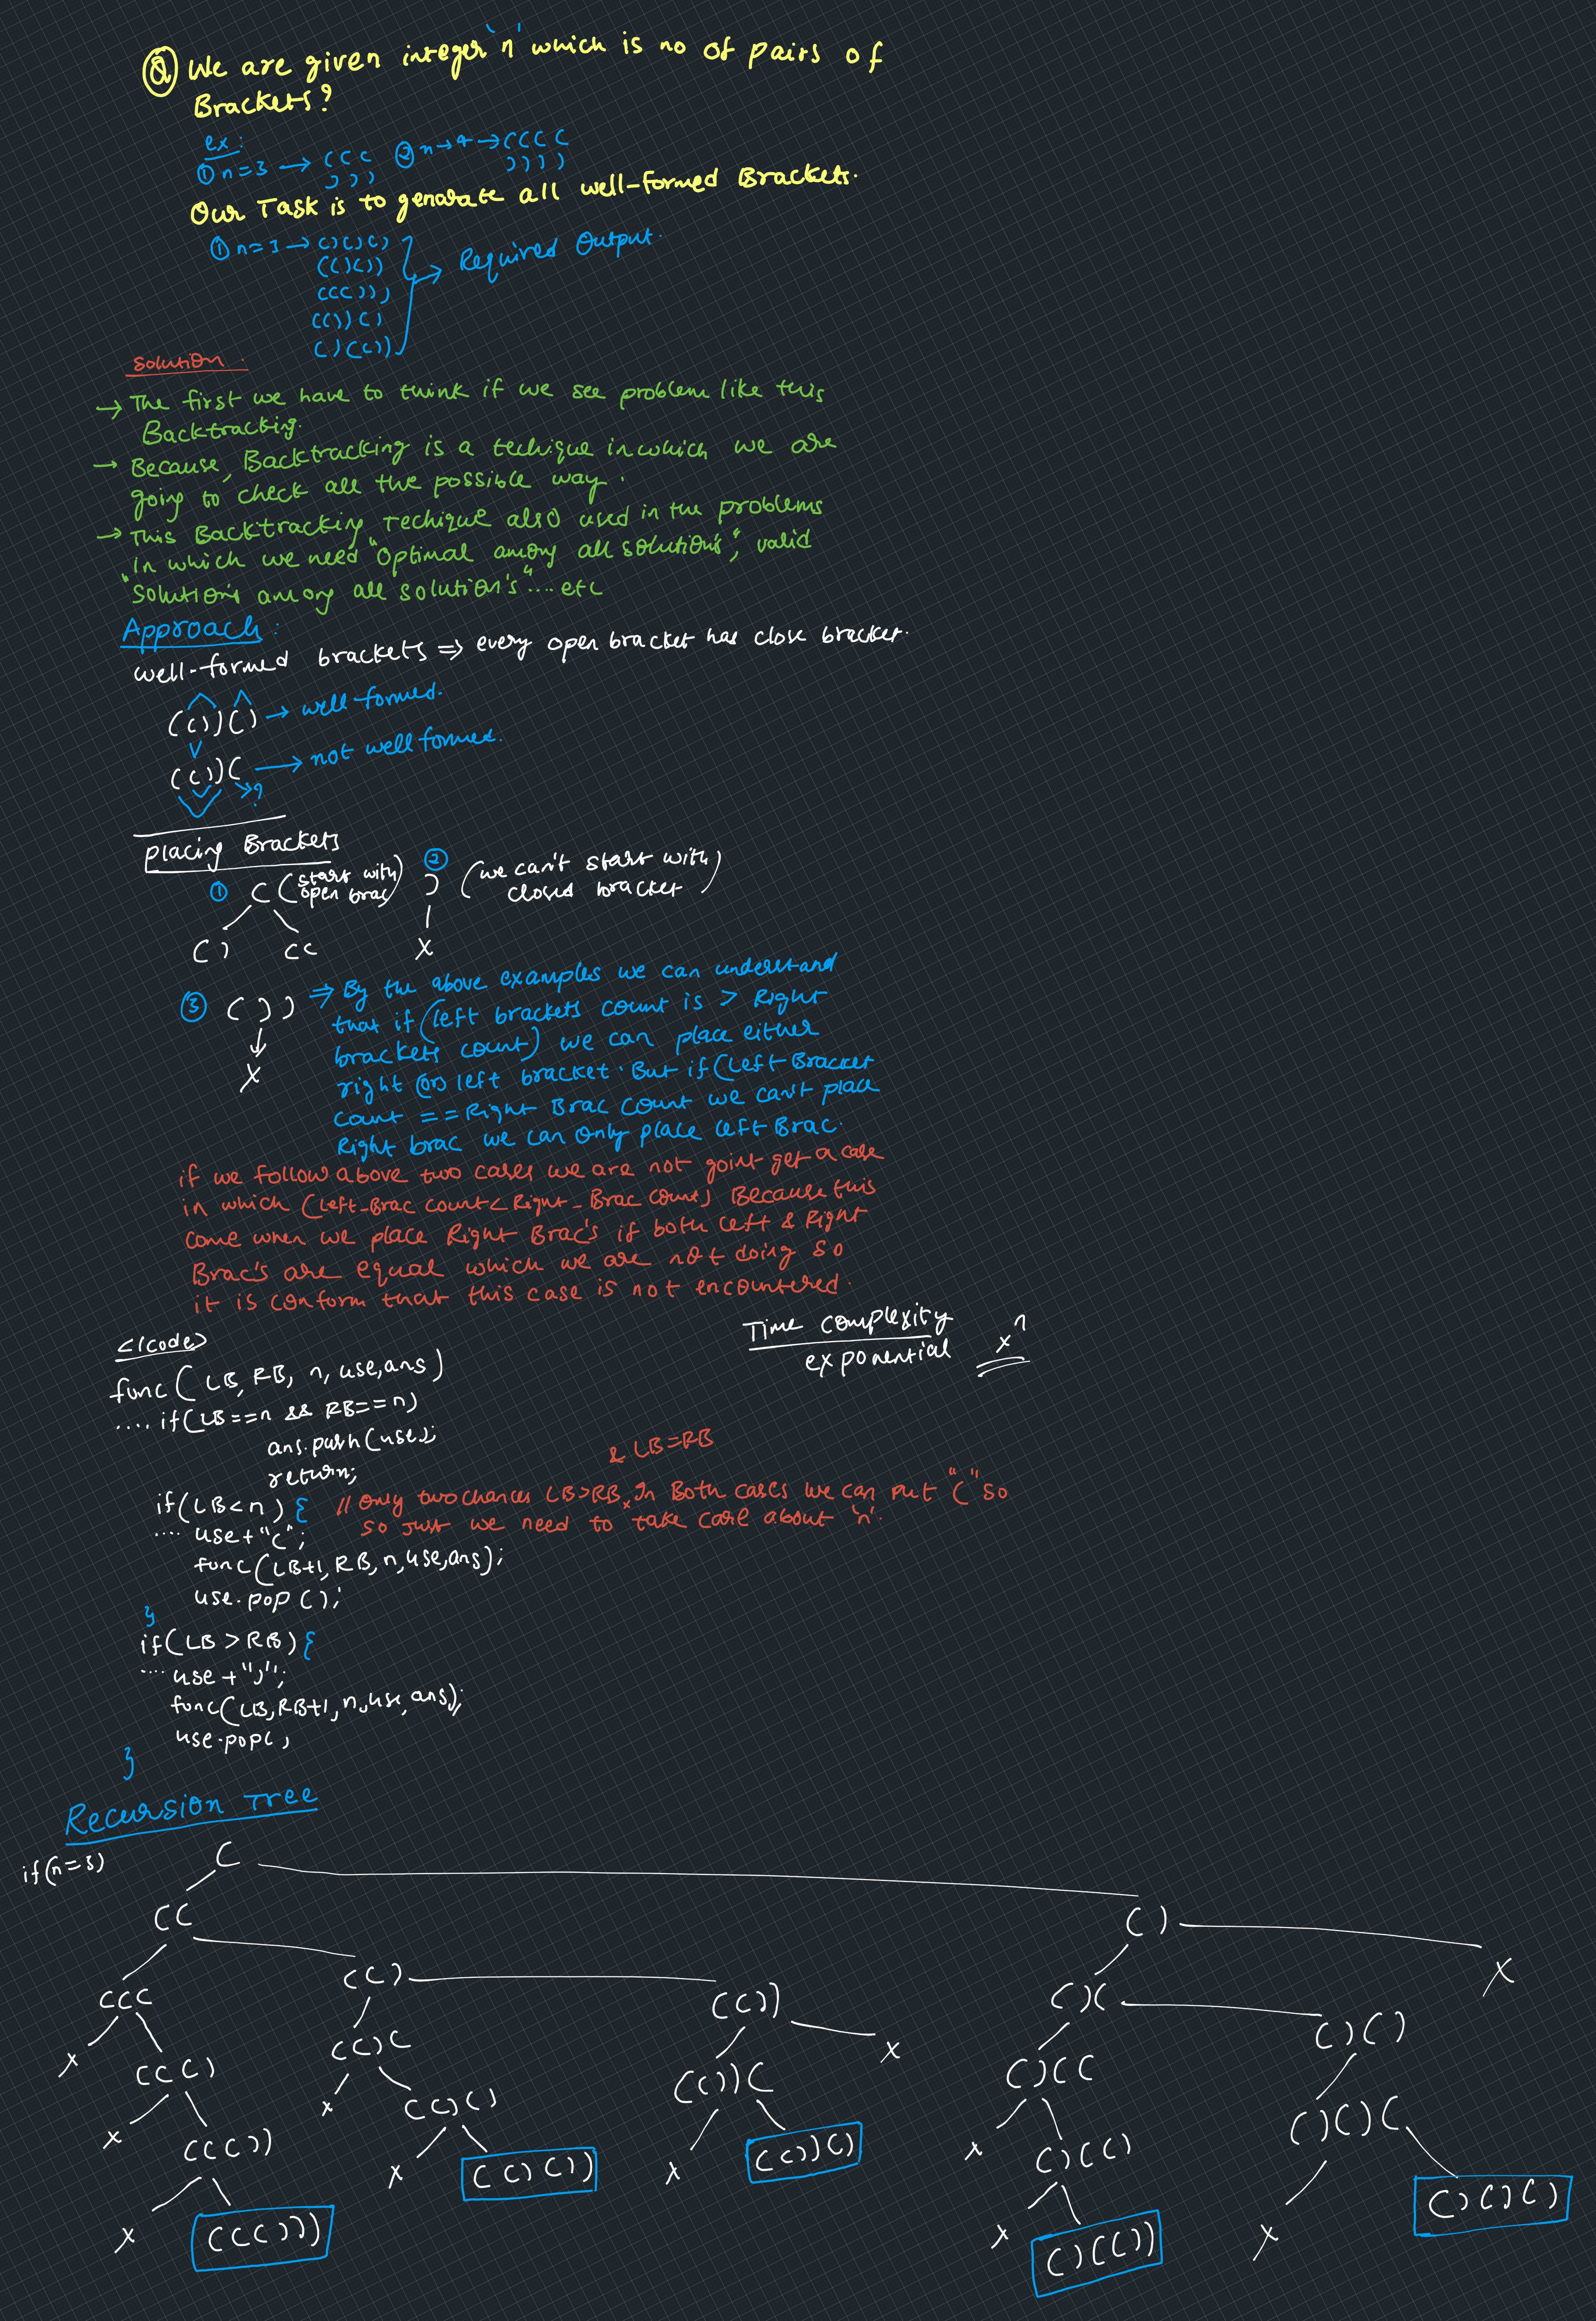 Q We are given integer 'n' which is no of pairs of
Brackets?
ex:
① n=3 → ( ( ( ② n→4 → ( ( ( (
) ) ) ) ) ) )
Our Task is to genarate all well-formed Brackets.
① n=3 → ()()()
(()())
((()))
(())()
()(())
→ Required Output.
Solution.
→ The first we have to think if we see problem like this
Backtracking.
→ Because, Backtracking is a techique in which we are
going to check all the possible way.
→ This Backtracking Techique also used in the problems
in which we need "Optimal among all solution's", valid
"Solution's among all solution's".... etc
Approach:
well-formed brackets ⇒ every open bracket has close bracket.
(())() → well-formed.
(())( → not well formed.
→?
Placing Brackets
① ( (start with
open brac)
② ) (we can't start with
closed bracket)
() ((
X
③ ( ) ) ⇒ By the above examples we can understand
that if (left brackets count is > Right
brackets count) we can place either
X
right (or) left bracket. But if (Left Bracket
Count == Right Brac Count we can't place
Right brac we can only place left Brac.
if we follow above two cases we are not goint get a case
in which (Left-Brac count < Right-Brac count) Because this
come when we place Right Brac's if both Left & Right
Brac's are equal which we are not doing so
it is conform that this case is not encountered.
Time complexity
exponential
xⁿ
</code>
func( LB, RB, n, use, ans)
.... if(LB==n && RB==n)
ans.push(use);
return;
& LB=RB
if(LB<n) { // Only two chances LB>RB, In Both cases we can put "(" so
.... use+"("; so just we need to take care about 'n'.
func(LB+1, RB, n, use, ans);
use.pop();
}
if(LB > RB) {
.... use+")";
func(LB, RB+1, n, use, ans);
use.pop(;
}
Recursion Tree
if(n=3)
(
(( () 
((( (() (()) ()( X
X ((() (()( (())( X ()(( ()()
X ((()) X (()() X (())() X ()(() ()()(
X ((())) X (()()) X ()(()) X ()()()